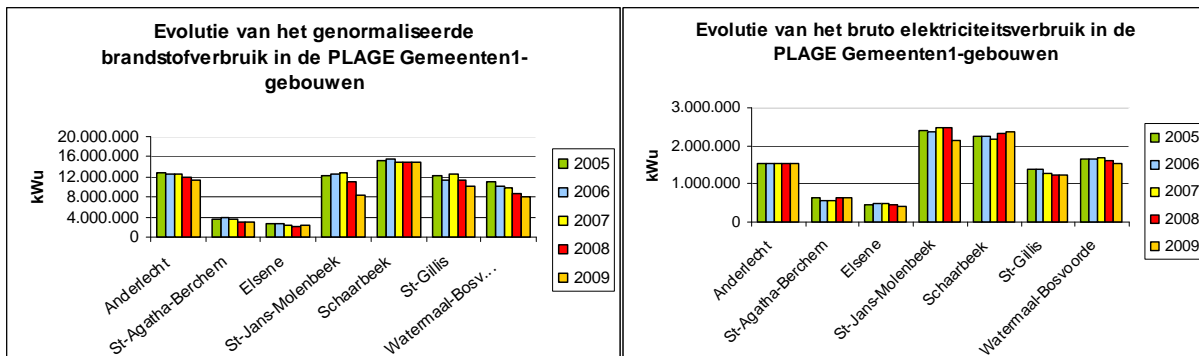 Evolutie van het genormaliseerde
brandstofverbruik in de PLAGE Gemeenten1-
gebouwen
20.000.000
16.000.000
12.000.000
8.000.000
4.000.000
0
kWu
Anderlecht
St-Agatha-Berchem
Elsene
St-Jans-Molenbeek
Schaarbeek
St-Gillis
Watermaal-Bosv...
2005
2006
2007
2008
2009
Evolutie van het bruto elektriciteitsverbruik in de
PLAGE Gemeenten1-gebouwen
3.000.000
2.000.000
1.000.000
0
kWu
Anderlecht
St-Agatha-Berchem
Elsene
St-Jans-Molenbeek
Schaarbeek
St-Gillis
Watermaal-Bosvoorde
2005
2006
2007
2008
2009